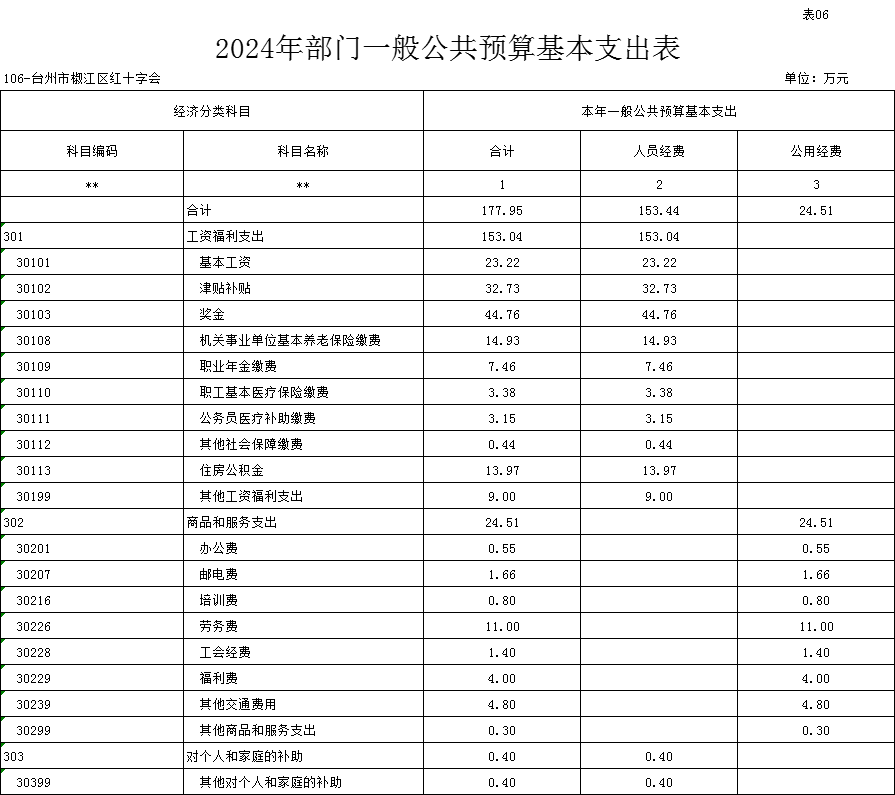 表06
2024年部门一般公共预算基本支出表
106-台州市椒江区红十字会 单位：万元
经济分类科目 本年一般公共预算基本支出
科目编码 科目名称 合计 人员经费 公用经费
** ** 1 2 3
合计 177.95 153.44 24.51
301 工资福利支出 153.04 153.04
30101 基本工资 23.22 23.22
30102 津贴补贴 32.73 32.73
30103 奖金 44.76 44.76
30108 机关事业单位基本养老保险缴费 14.93 14.93
30109 职业年金缴费 7.46 7.46
30110 职工基本医疗保险缴费 3.38 3.38
30111 公务员医疗补助缴费 3.15 3.15
30112 其他社会保障缴费 0.44 0.44
30113 住房公积金 13.97 13.97
30199 其他工资福利支出 9.00 9.00
302 商品和服务支出 24.51 24.51
30201 办公费 0.55 0.55
30207 邮电费 1.66 1.66
30216 培训费 0.80 0.80
30226 劳务费 11.00 11.00
30228 工会经费 1.40 1.40
30229 福利费 4.00 4.00
30239 其他交通费用 4.80 4.80
30299 其他商品和服务支出 0.30 0.30
303 对个人和家庭的补助 0.40 0.40
30399 其他对个人和家庭的补助 0.40 0.40